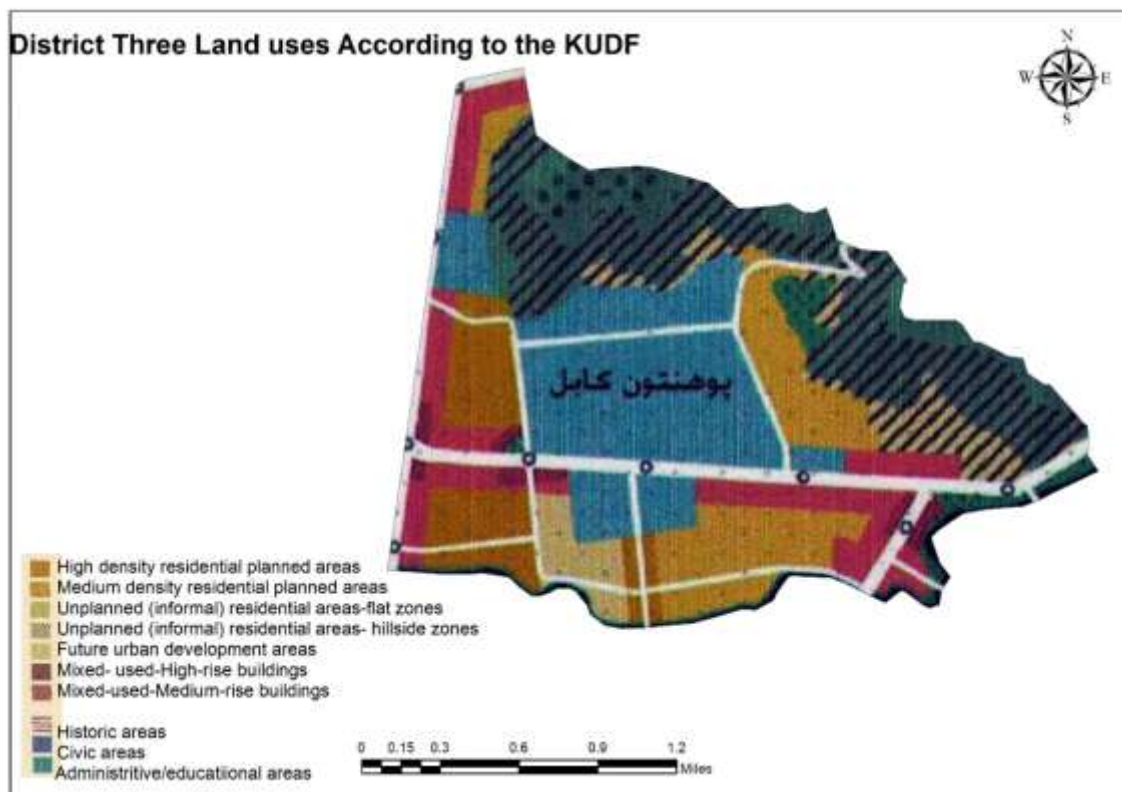 District Three Land uses According to the KUDF
N
W E
S
پوهنتون کابل
High density residential planned areas
Medium density residential planned areas
Unplanned (informal) residential areas-flat zones
Unplanned (informal) residential areas- hillside zones
Future urban development areas
Mixed- used-High-rise buildings
Mixed-used-Medium-rise buildings
Historic areas
Civic areas
Administritive/educatiional areas
0 0.15 0.3 0.6 0.9 1.2
Miles